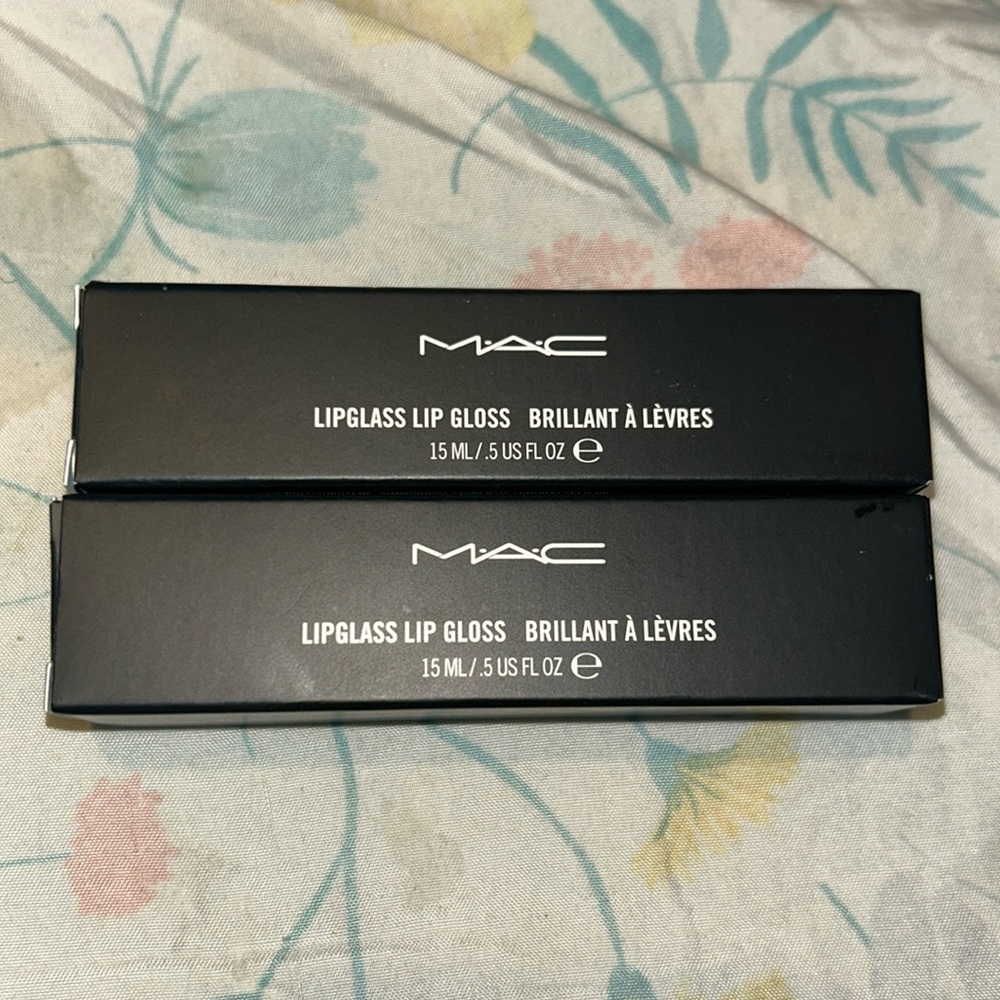 M·A·C
LIPGLASS LIP GLOSS BRILLANT À LÈVRES
15 ML/.5 US FL OZ ℮
M·A·C
LIPGLASS LIP GLOSS BRILLANT À LÈVRES
15 ML/.5 US FL OZ ℮